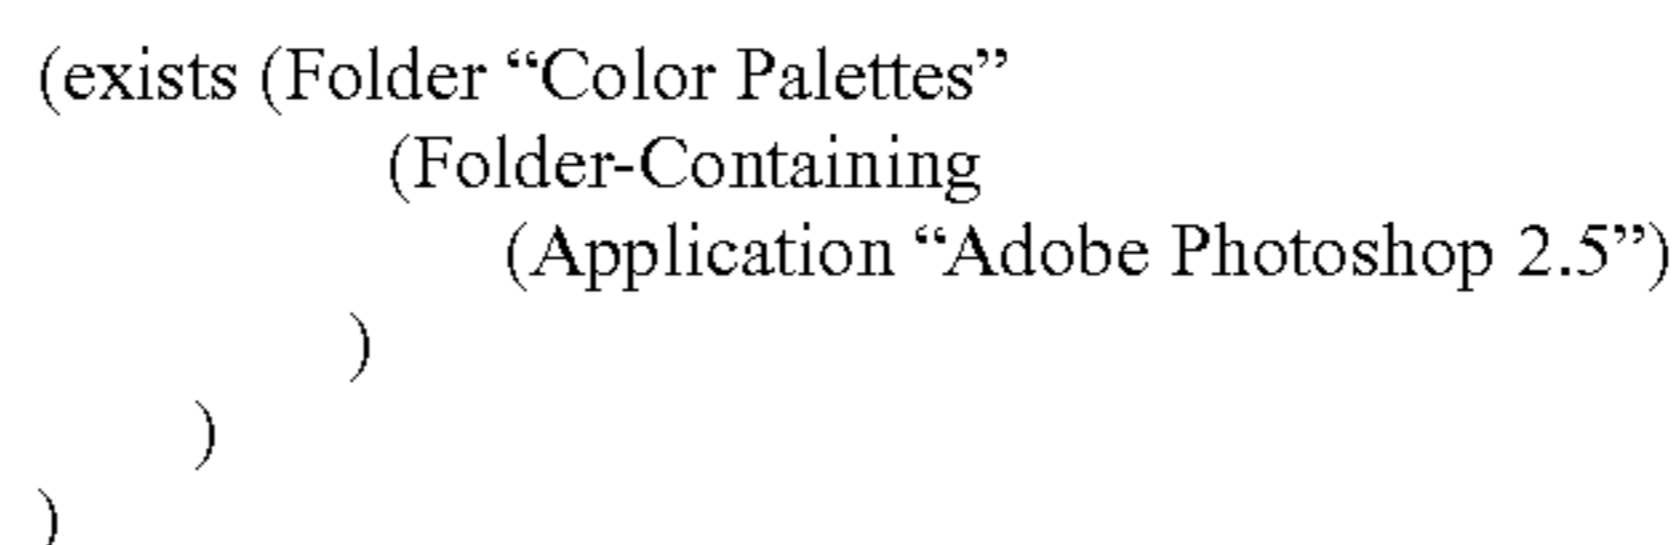 (exists (Folder “Color Palettes”
(Folder-Containing
(Application “Adobe Photoshop 2.5”)
)
)
)